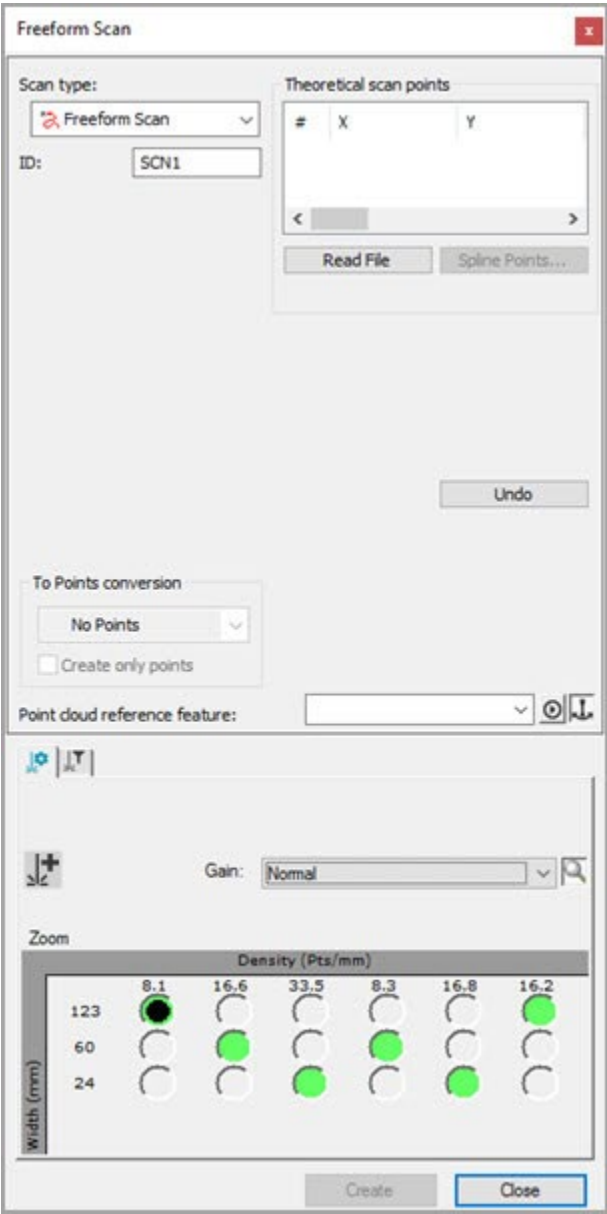 Freeform Scan
x
Scan type:
Freeform Scan
ID: SCN1
Theoretical scan points
# X Y
Read File Spline Points...
Undo
To Points conversion
No Points
Create only points
Point cloud reference feature:
Gain: Normal
Zoom
Density (Pts/mm)
8.1 16.6 33.5 8.3 16.8 16.2
123
60
24
Width (mm)
Create Close